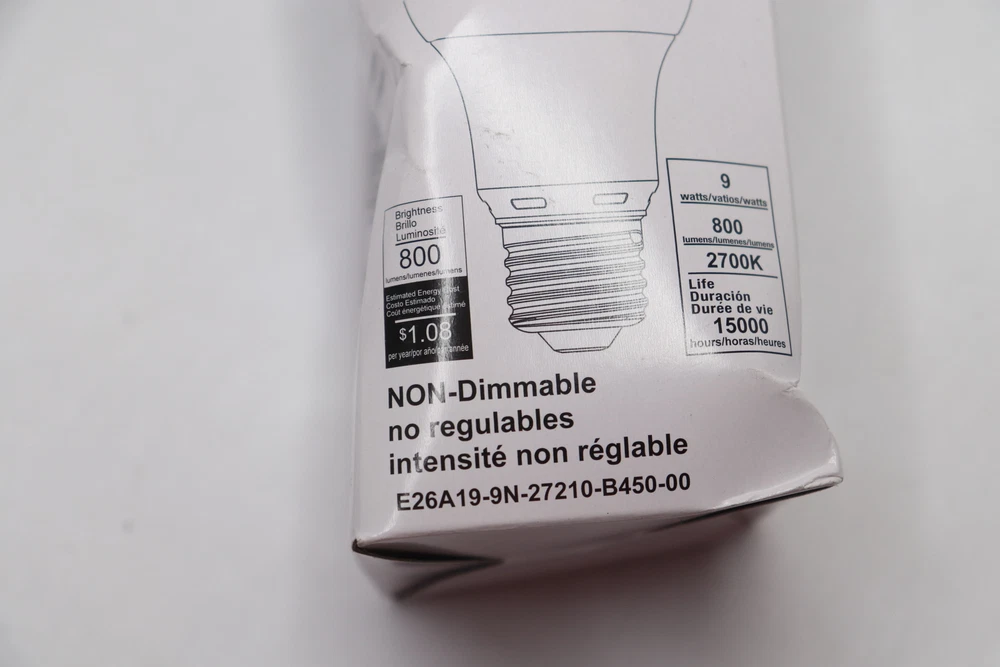 Brightness
Brillo
Luminosité
800
lumens/lumenes/lumens
Estimated Energy Cost
Costo Estimado
Coût énergétique estimé
$1.08
per year/por año/par année
9
watts/vatios/watts
800
lumens/lumenes/lumens
2700K
Life
Duración
Durée de vie
15000
hours/horas/heures
NON-Dimmable
no regulables
intensité non réglable
E26A19-9N-27210-B450-00